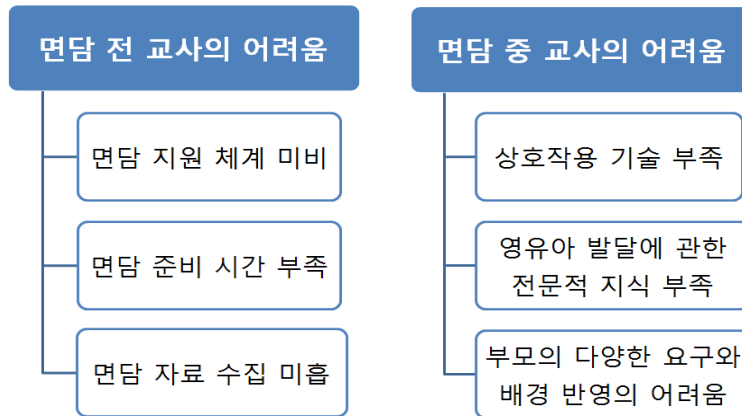 면담 전 교사의 어려움
면담 지원 체계 미비
면담 준비 시간 부족
면담 자료 수집 미흡
면담 중 교사의 어려움
상호작용 기술 부족
영유아 발달에 관한
전문적 지식 부족
부모의 다양한 요구와
배경 반영의 어려움